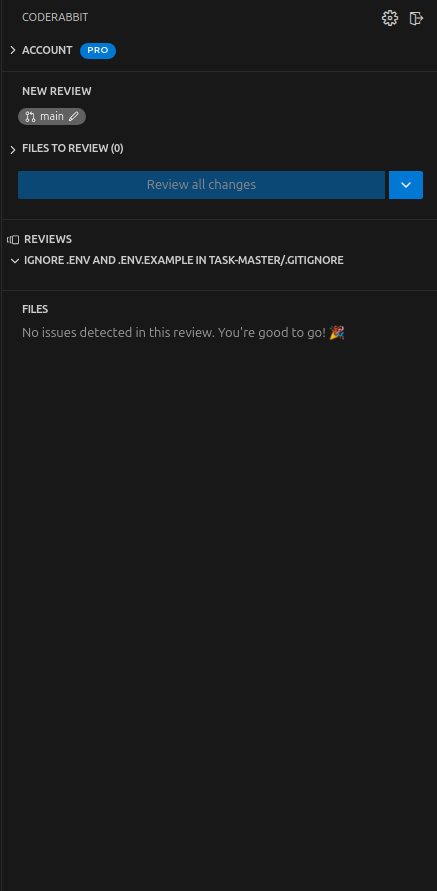 CODERABBIT
ACCOUNT PRO
NEW REVIEW
main
FILES TO REVIEW (0)
Review all changes
REVIEWS
IGNORE .ENV AND .ENV.EXAMPLE IN TASK-MASTER/.GITIGNORE
FILES
No issues detected in this review. You're good to go! 🎉